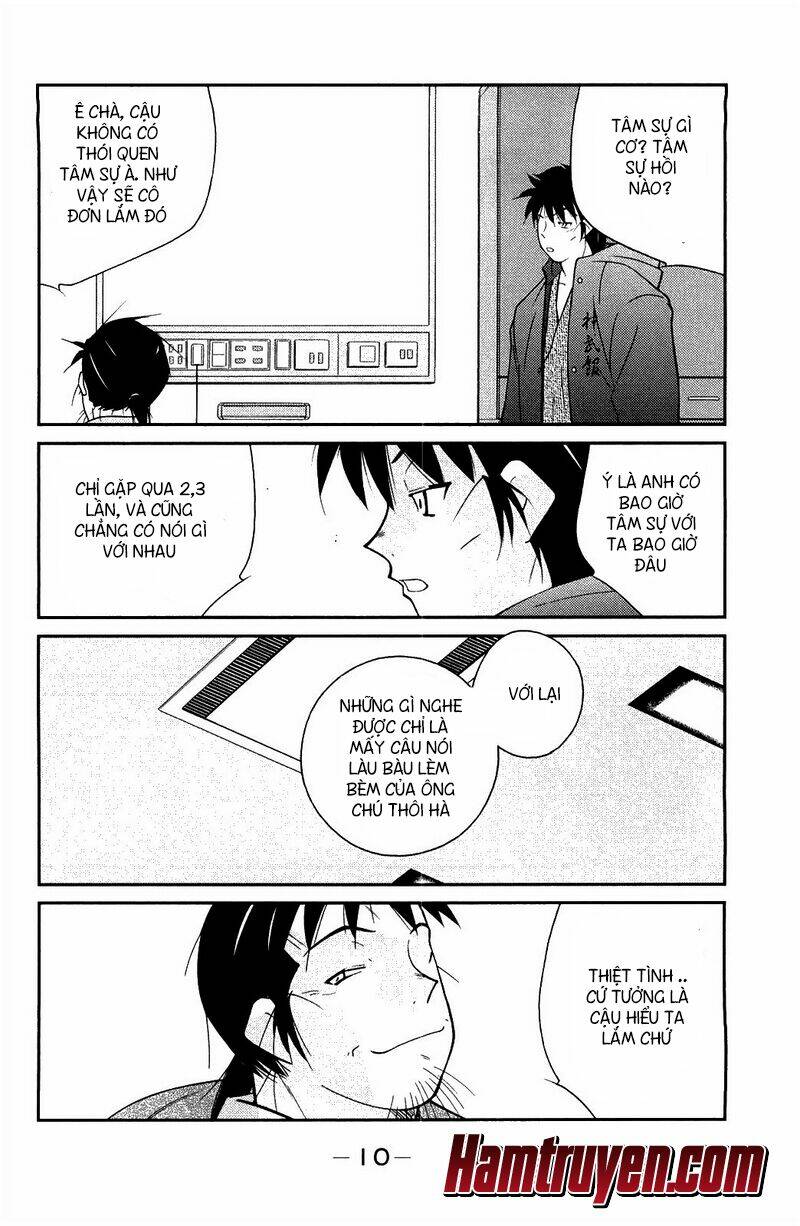 Ê CHÀ, CẬU
KHÔNG CÓ
THÓI QUEN
TÂM SỰ À. NHƯ
VẬY SẼ CÔ
ĐƠN LẮM ĐÓ
TÂM SỰ GÌ
CƠ? TÂM
SỰ HỒI
NÀO?
神武館
CHỈ GẶP QUA 2,3
LẦN, VÀ CŨNG
CHẲNG CÓ NÓI GÌ
VỚI NHAU
Ý LÀ ANH CÓ
BAO GIỜ
TÂM SỰ VỚI
TA BAO GIỜ
ĐÂU
VỚI LẠI
NHỮNG GÌ NGHE
ĐƯỢC CHỈ LÀ
MẤY CÂU NÓI
LÀU BÀU LÈM
BÈM CỦA ÔNG
CHÚ THÔI HÀ
THIỆT TÌNH ..
CỨ TƯỞNG LÀ
CẬU HIỂU TA
LẮM CHỨ
—10—
Hamtruyen.com